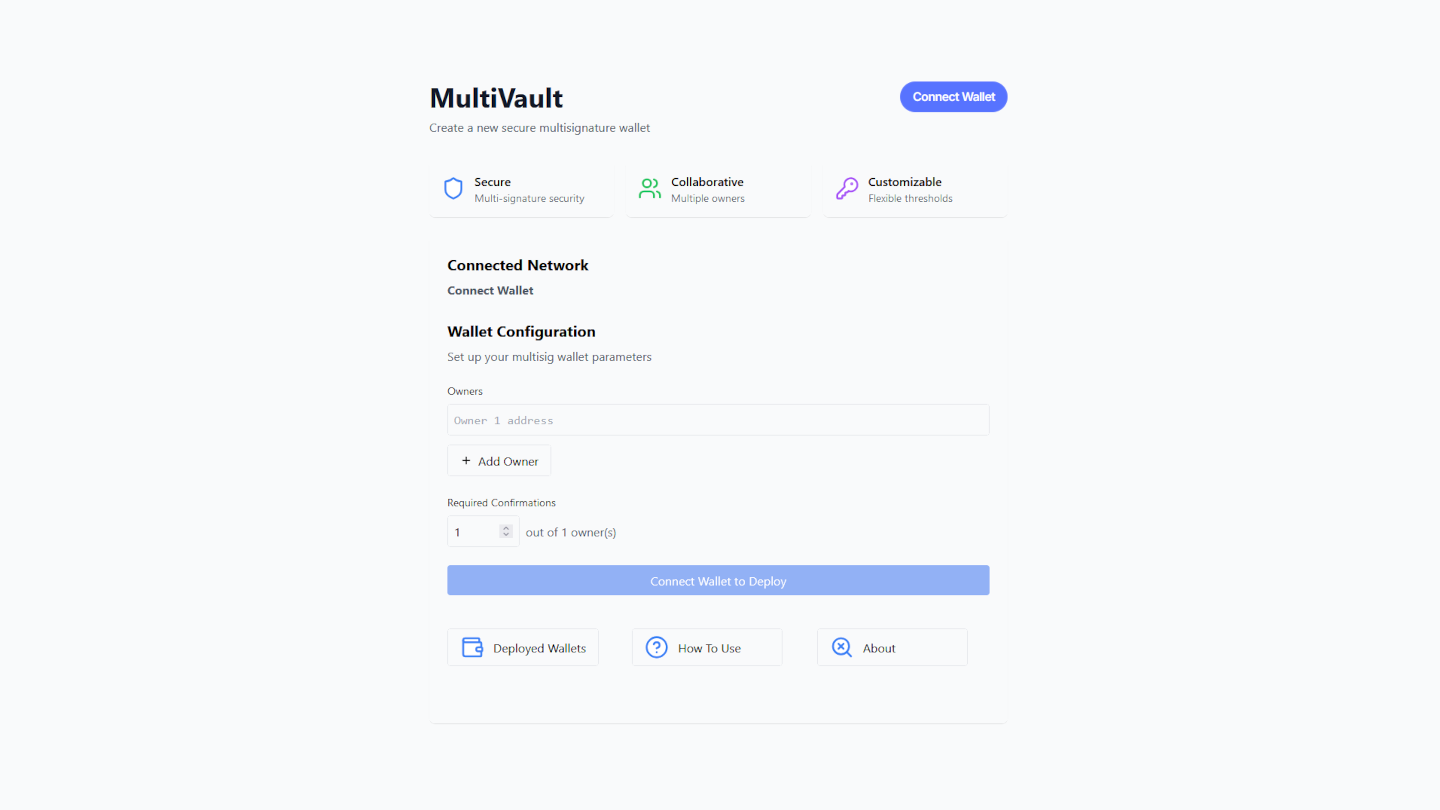 MultiVault
Connect Wallet
Create a new secure multisignature wallet
Secure
Multi-signature security
Collaborative
Multiple owners
Customizable
Flexible thresholds
Connected Network
Connect Wallet
Wallet Configuration
Set up your multisig wallet parameters
Owners
Owner 1 address
+ Add Owner
Required Confirmations
1 out of 1 owner(s)
Connect Wallet to Deploy
Deployed Wallets
How To Use
About